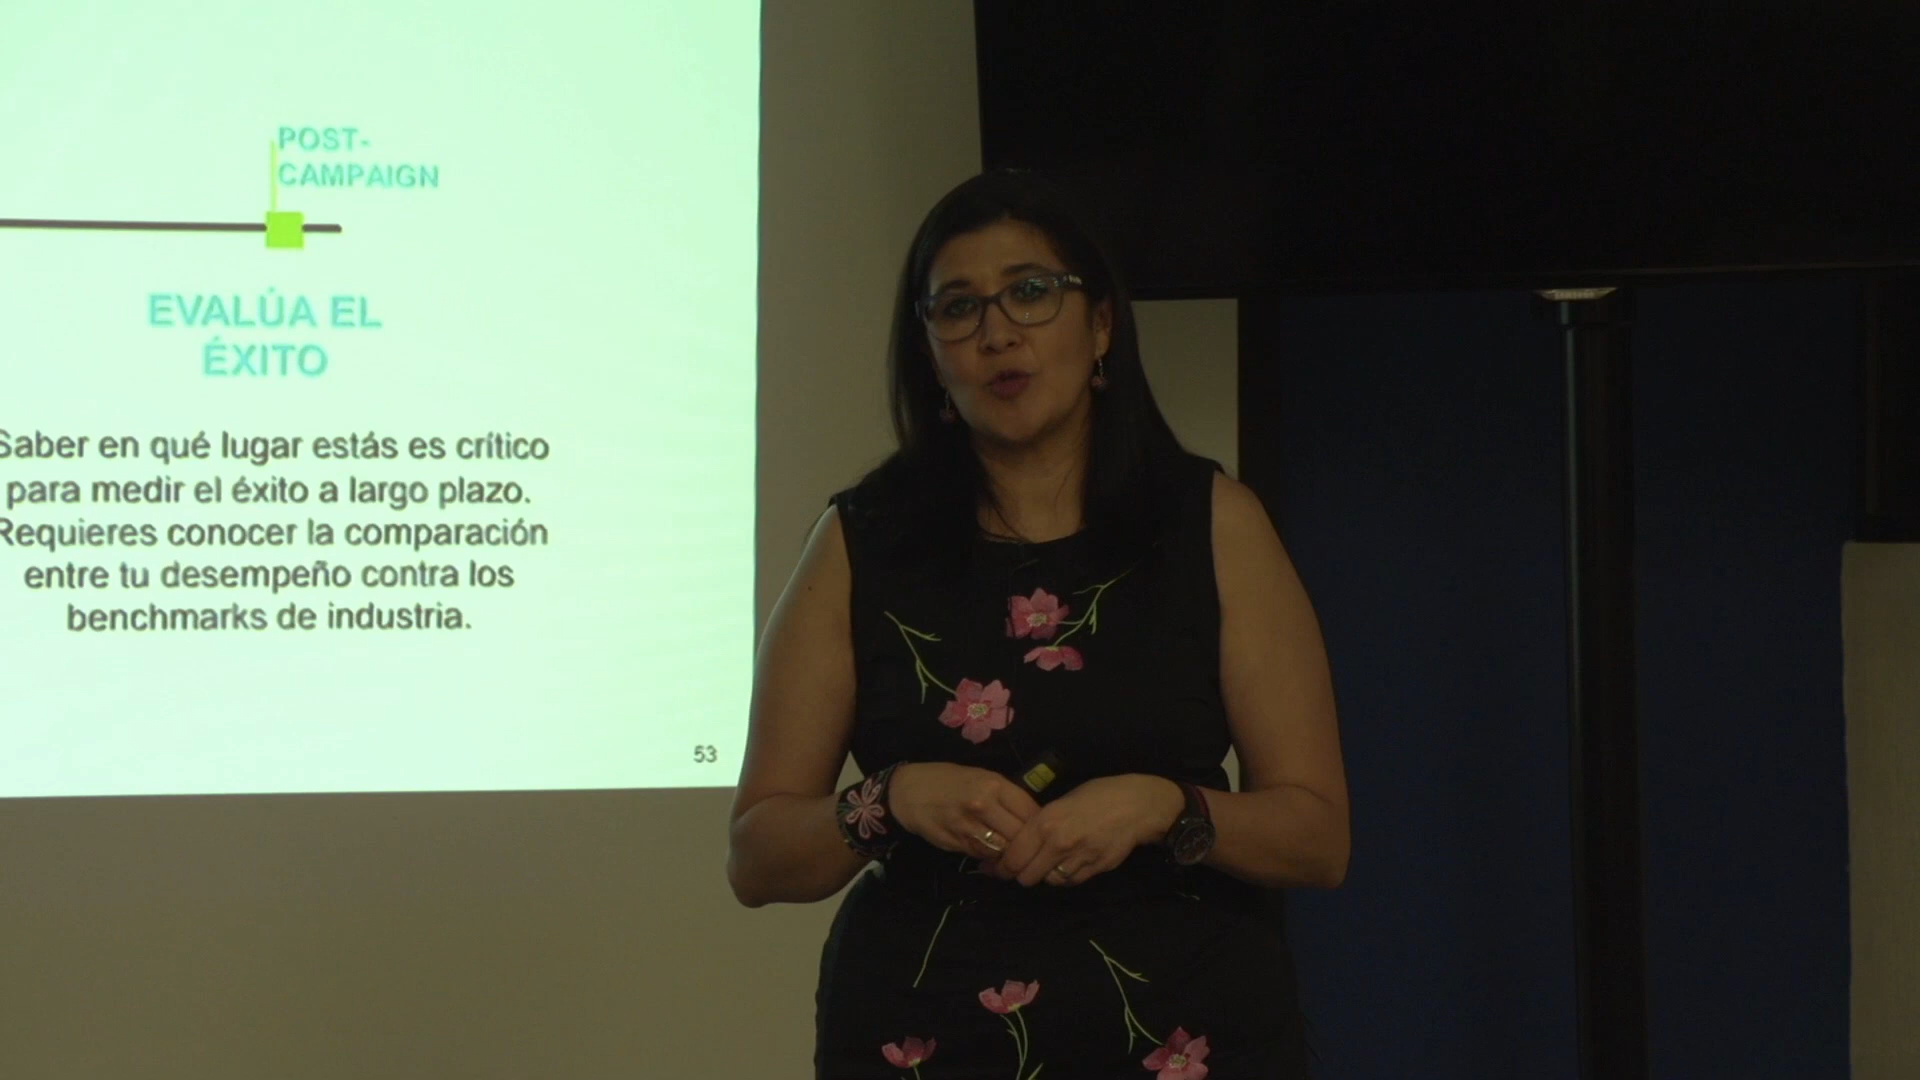 POST-
CAMPAIGN
EVALÚA EL
ÉXITO
Saber en qué lugar estás es crítico
para medir el éxito a largo plazo.
Requieres conocer la comparación
entre tu desempeño contra los
benchmarks de industria.
53